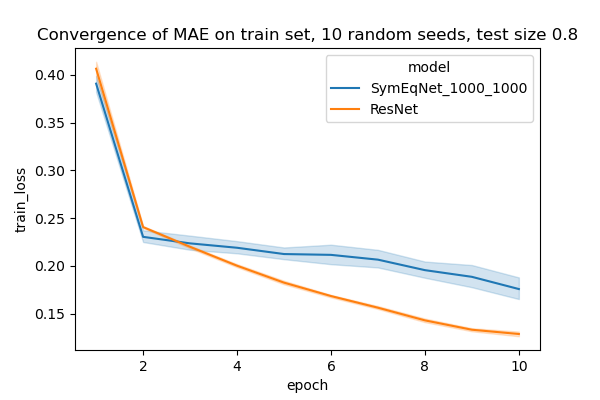 Convergence of MAE on train set, 10 random seeds, test size 0.8
model
SymEqNet_1000_1000
ResNet
train_loss
0.40
0.35
0.30
0.25
0.20
0.15
2 4 6 8 10
epoch